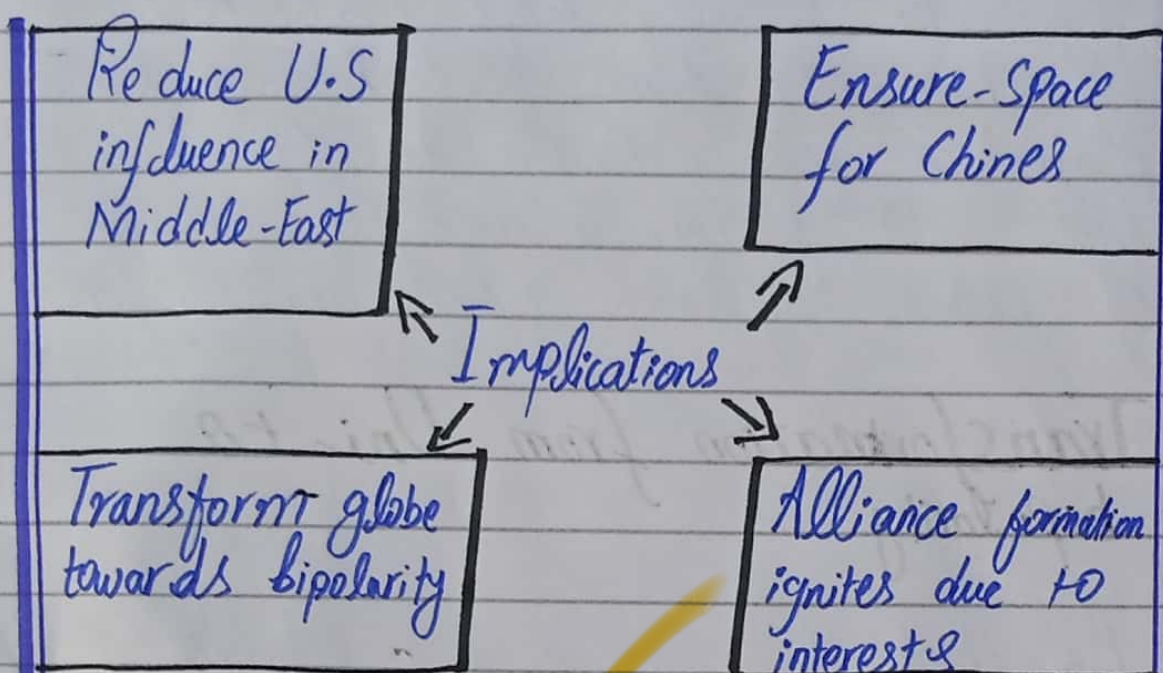 Reduce U.S
influence in
Middle-East
Ensure-Space
for Chines
Implications
Transform globe
towards bipolarity
Alliance formation
ignites due to
interests